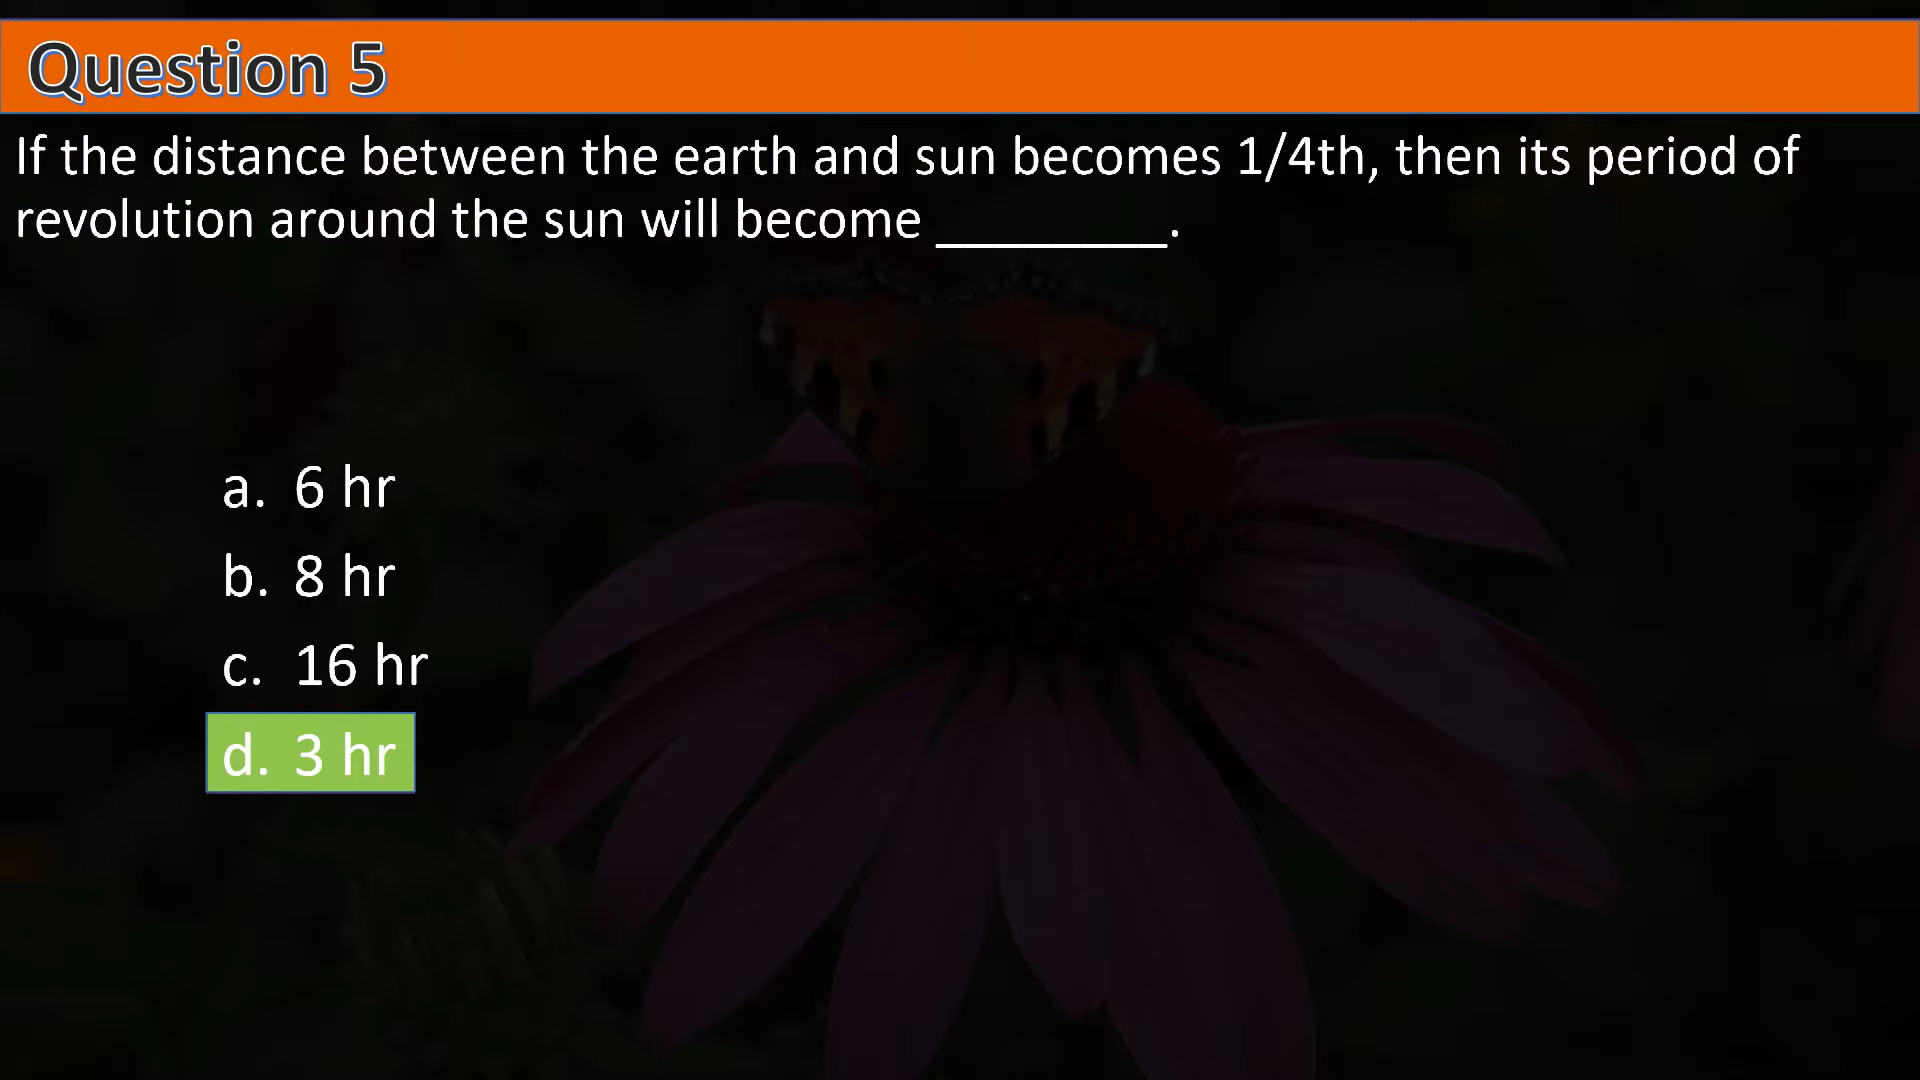 Question 5
If the distance between the earth and sun becomes 1/4th, then its period of
revolution around the sun will become ________.
a. 6 hr
b. 8 hr
c. 16 hr
d. 3 hr